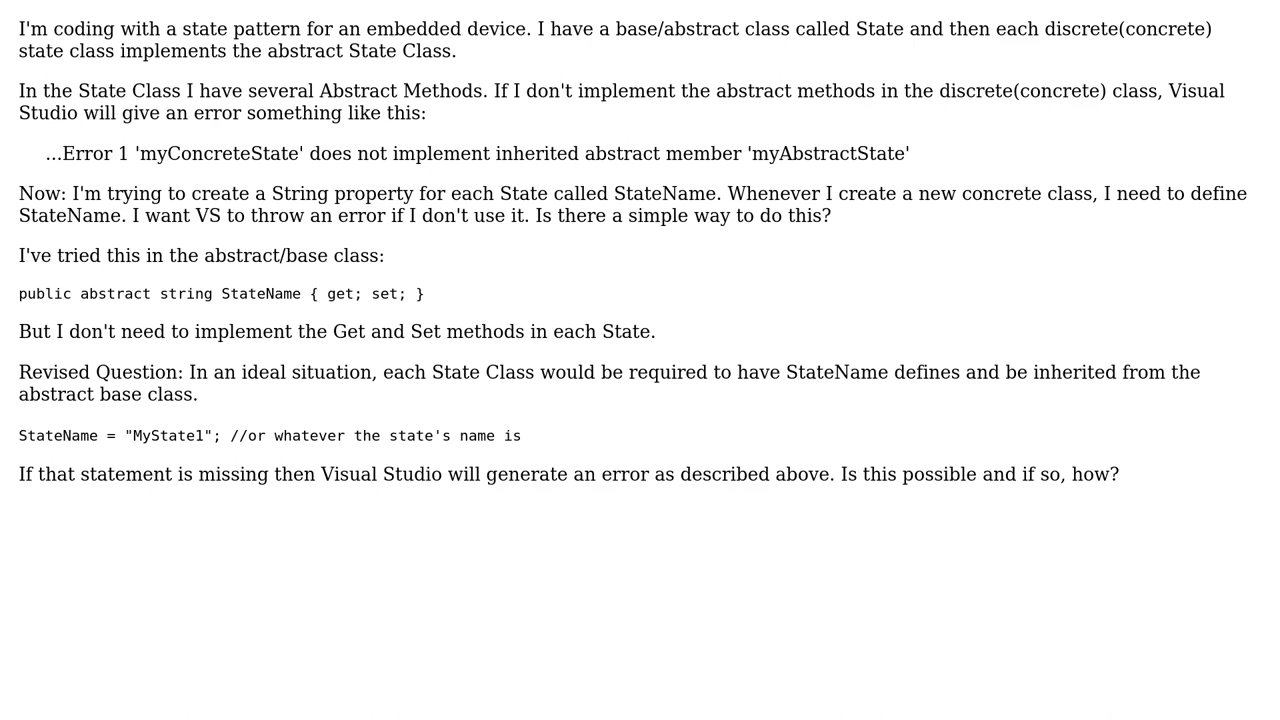 I'm coding with a state pattern for an embedded device. I have a base/abstract class called State and then each discrete(concrete)
state class implements the abstract State Class.
In the State Class I have several Abstract Methods. If I don't implement the abstract methods in the discrete(concrete) class, Visual
Studio will give an error something like this:
...Error 1 'myConcreteState' does not implement inherited abstract member 'myAbstractState'
Now: I'm trying to create a String property for each State called StateName. Whenever I create a new concrete class, I need to define
StateName. I want VS to throw an error if I don't use it. Is there a simple way to do this?
I've tried this in the abstract/base class:
public abstract string StateName { get; set; }
But I don't need to implement the Get and Set methods in each State.
Revised Question: In an ideal situation, each State Class would be required to have StateName defines and be inherited from the
abstract base class.
StateName = "MyState1"; //or whatever the state's name is
If that statement is missing then Visual Studio will generate an error as described above. Is this possible and if so, how?